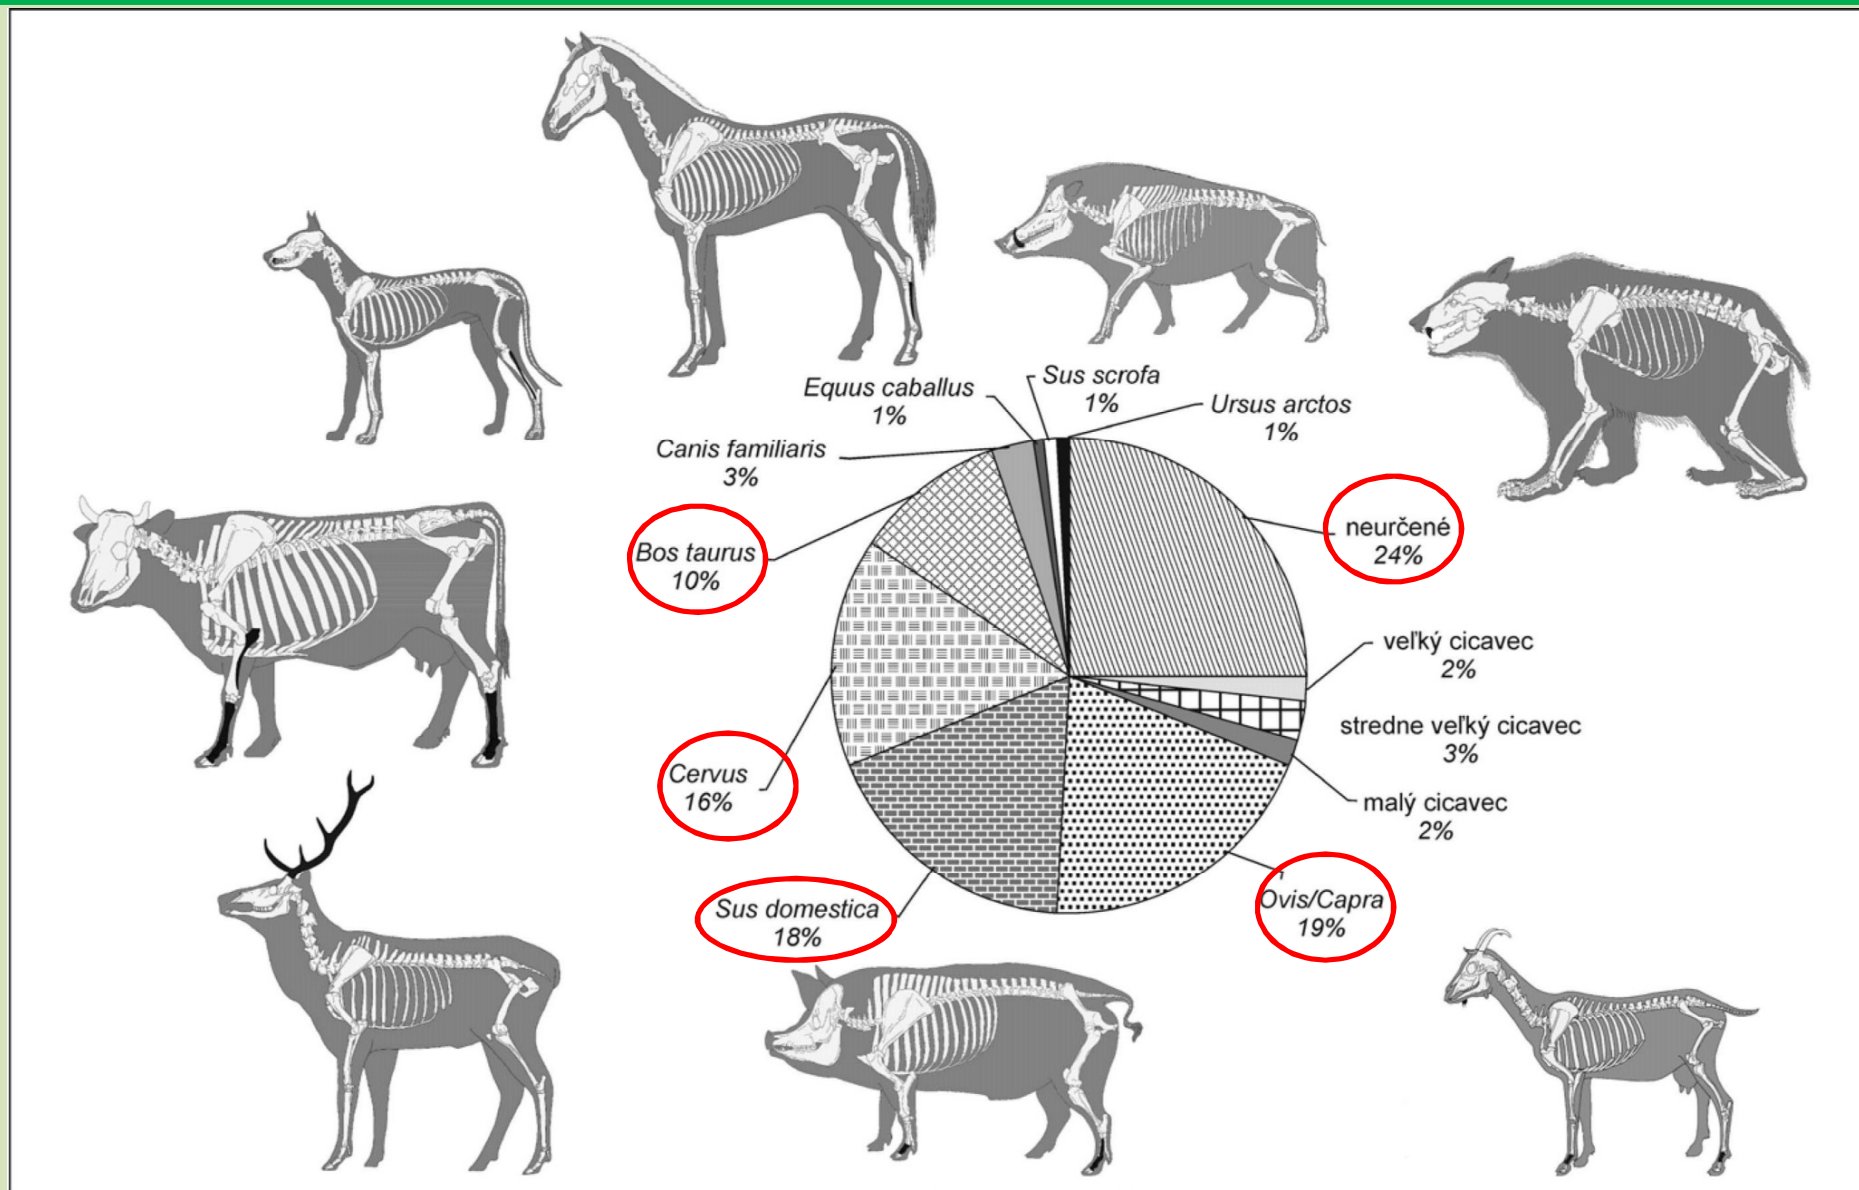 Equus caballus
1%
Sus scrofa
1%
Ursus arctos
1%
Canis familiaris
3%
Bos taurus
10%
neurčené
24%
veľký cicavec
2%
stredne veľký cicavec
3%
Cervus
16%
malý cicavec
2%
Sus domestica
18%
Ovis/Capra
19%